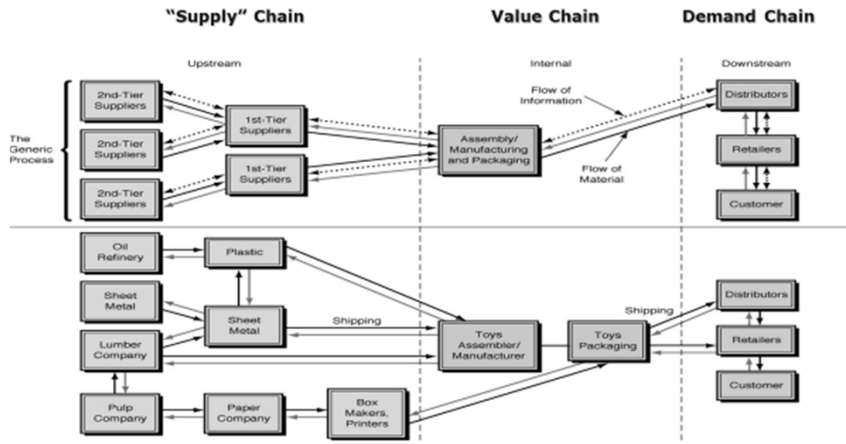 “Supply” Chain
Value Chain
Demand Chain
Upstream
Internal
Downstream
The
Generic
Process
2nd-Tier
Suppliers
2nd-Tier
Suppliers
2nd-Tier
Suppliers
1st-Tier
Suppliers
1st-Tier
Suppliers
Assembly/
Manufacturing
and Packaging
Flow of
Information
Flow of
Material
Distributors
Retailers
Customer
Oil
Refinery
Plastic
Sheet
Metal
Sheet
Metal
Lumber
Company
Pulp
Company
Paper
Company
Box
Makers,
Printers
Shipping
Toys
Assembler/
Manufacturer
Toys
Packaging
Shipping
Distributors
Retailers
Customer